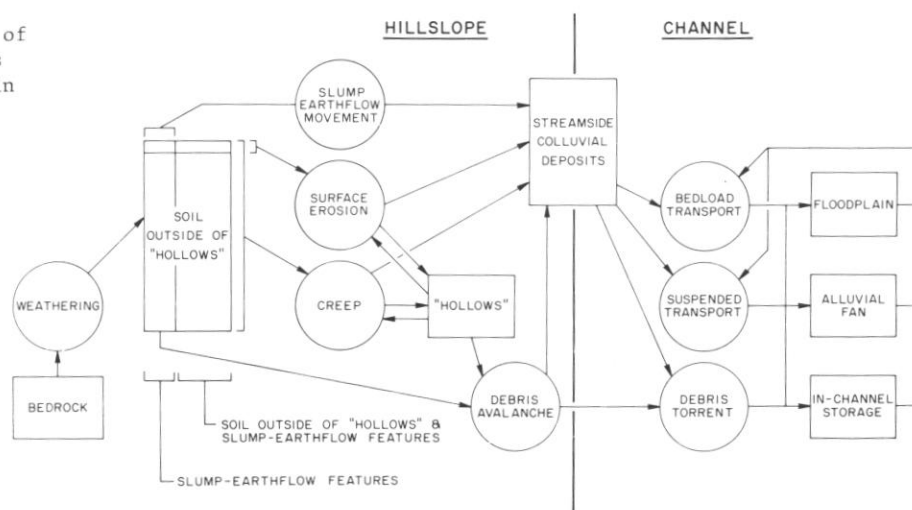 of
s
in
HILLSLOPE
CHANNEL
SLUMP
EARTHFLOW
MOVEMENT
STREAMSIDE
COLLUVIAL
DEPOSITS
SOIL
OUTSIDE OF
"HOLLOWS"
SURFACE
EROSION
BEDLOAD
TRANSPORT
FLOODPLAIN
WEATHERING
CREEP
"HOLLOWS"
SUSPENDED
TRANSPORT
ALLUVIAL
FAN
BEDROCK
DEBRIS
AVALANCHE
DEBRIS
TORRENT
IN-CHANNEL
STORAGE
SOIL OUTSIDE OF "HOLLOWS" &
SLUMP-EARTHFLOW FEATURES
SLUMP-EARTHFLOW FEATURES